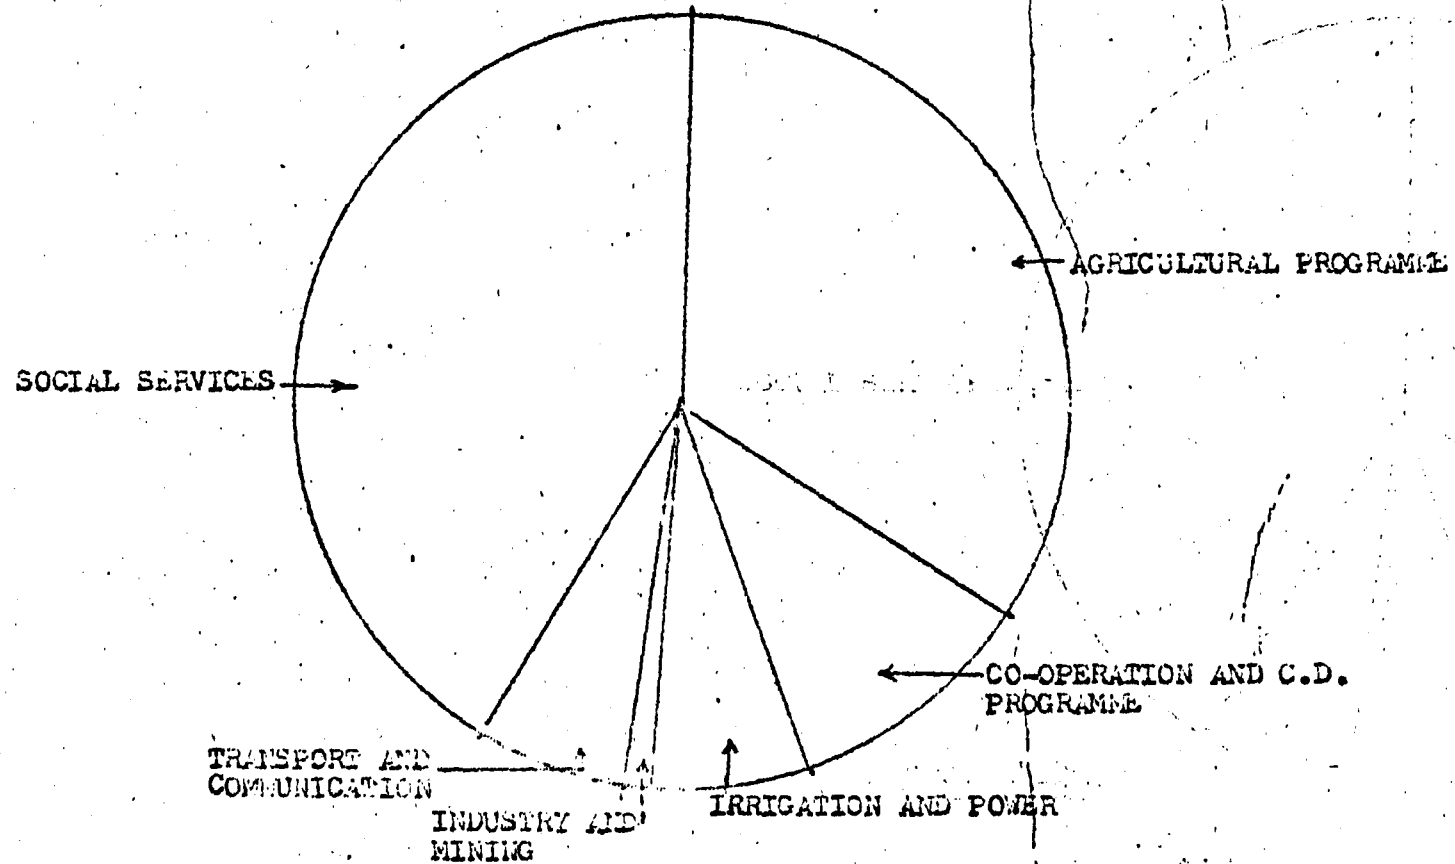 AGRICULTURAL PROGRAMME
SOCIAL SERVICES
CO-OPERATION AND C.D.
PROGRAMME
TRANSPORT AND
COMMUNICATION
IRRIGATION AND POWER
INDUSTRY AND
MINING